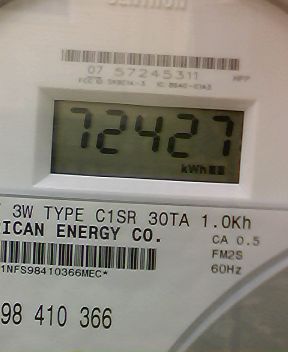 07 57245311
72427
kWh
3W TYPE C1SR 30TA 1.0Kh
RICAN ENERGY CO.
CA 0.5
FM2S
60Hz
1NFS98410366MEC*
98 410 366